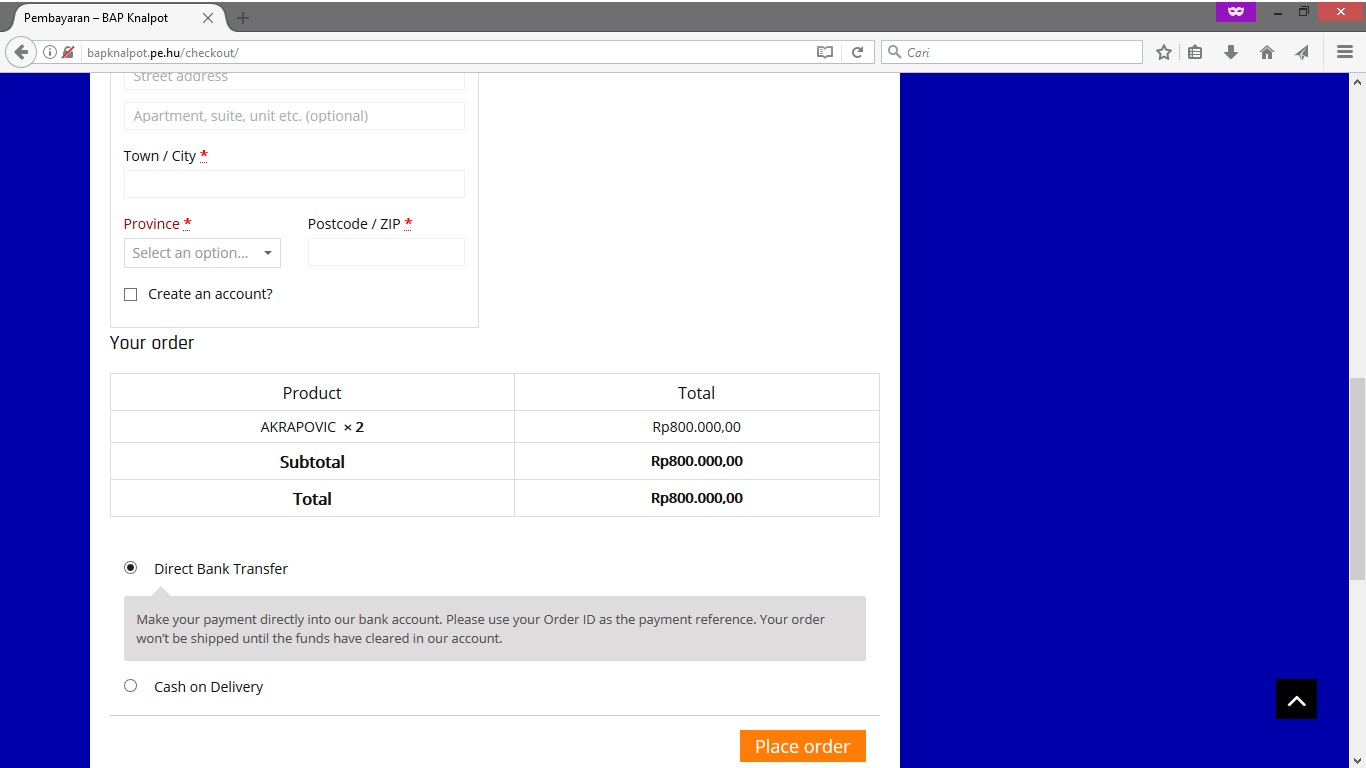 Pembayaran – BAP Knalpot
bapknalpot.pe.hu/checkout/
Cari
Street address
Apartment, suite, unit etc. (optional)
Town / City *
Province * Postcode / ZIP *
Select an option...
Create an account?
Your order
Product Total
AKRAPOVIC × 2 Rp800.000,00
Subtotal Rp800.000,00
Total Rp800.000,00
Direct Bank Transfer
Make your payment directly into our bank account. Please use your Order ID as the payment reference. Your order
won't be shipped until the funds have cleared in our account.
Cash on Delivery
Place order